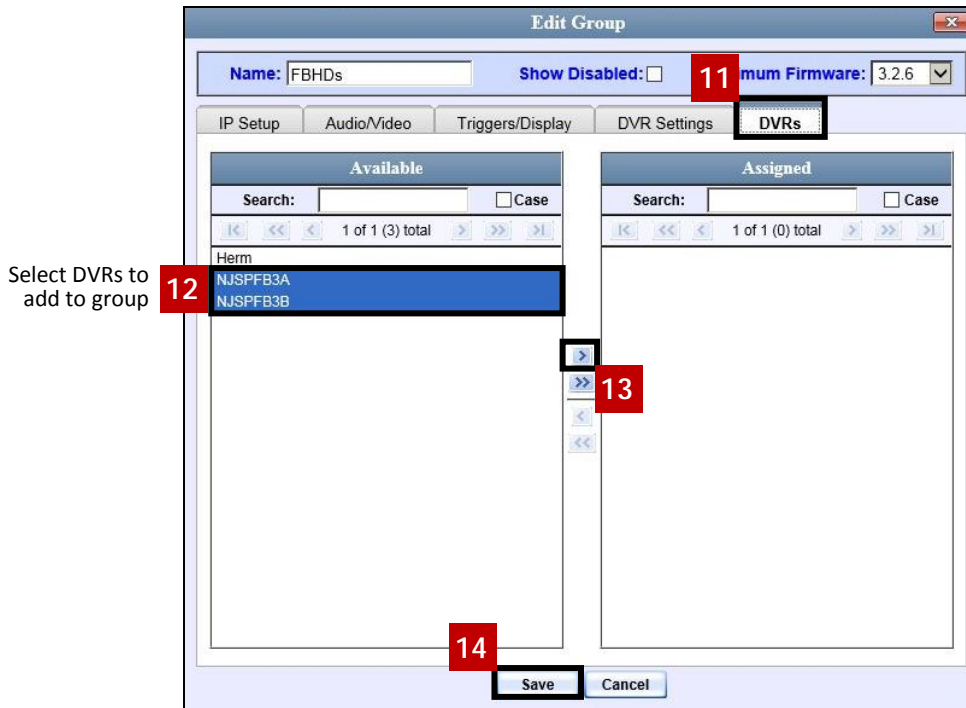 Edit Group
Name: FBHDs Show Disabled: 11 mum Firmware: 3.2.6
IP Setup Audio/Video Triggers/Display DVR Settings DVRs
Available Assigned
Search: Case Search: Case
1 of 1 (3) total 1 of 1 (0) total
Herm
Select DVRs to
add to group
12
NJSPFB3A
NJSPFB3B
13
14
Save Cancel